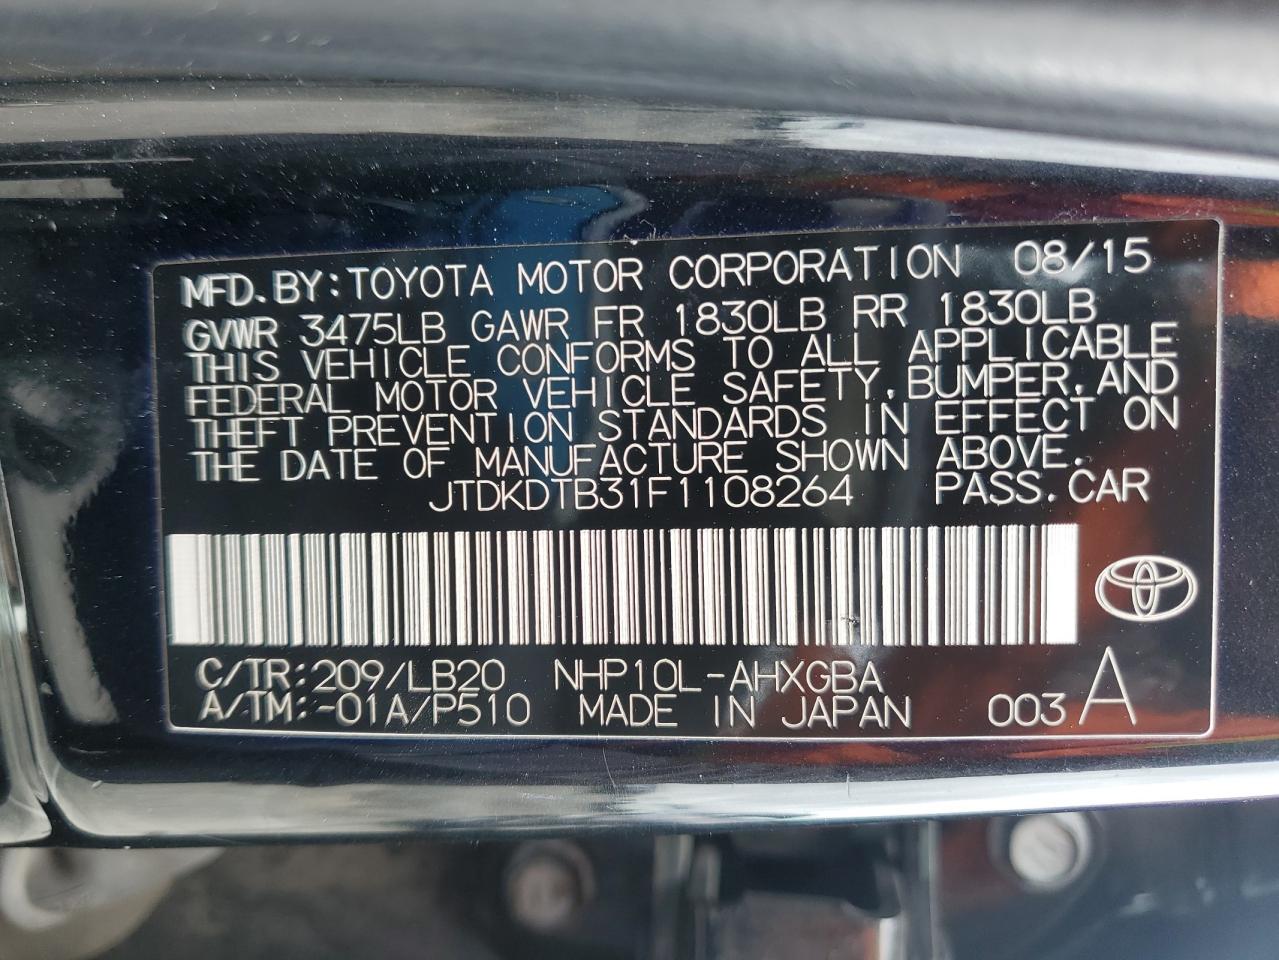 MFD.BY:TOYOTA MOTOR CORPORATION 08/15
GVWR 3475LB GAWR FR 1830LB RR 1830LB
THIS VEHICLE CONFORMS TO ALL APPLICABLE
FEDERAL MOTOR VEHICLE SAFETY,BUMPER,AND
THEFT PREVENTION STANDARDS IN EFFECT ON
THE DATE OF MANUFACTURE SHOWN ABOVE.
JTDKDTB31F1108264 PASS.CAR
C/TR:209/LB20 NHP10L-AHXGBA
A/TM:-01A/P510 MADE IN JAPAN 003 A